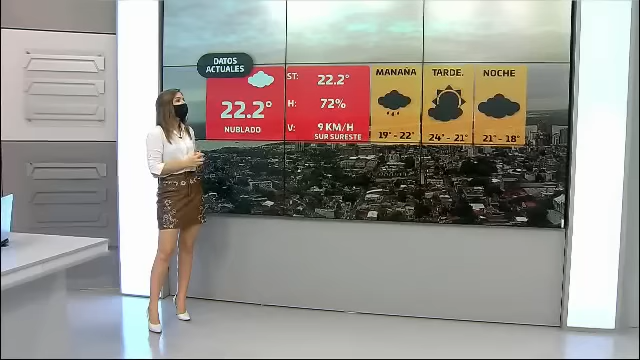 DATOS
ACTUALES
22.2°
NUBLADO
ST: 22.2°
H: 72%
V: 9 KM/H
SUR SURESTE
MAÑANA
19° - 22°
TARDE.
24° - 21°
NOCHE
21° - 18°